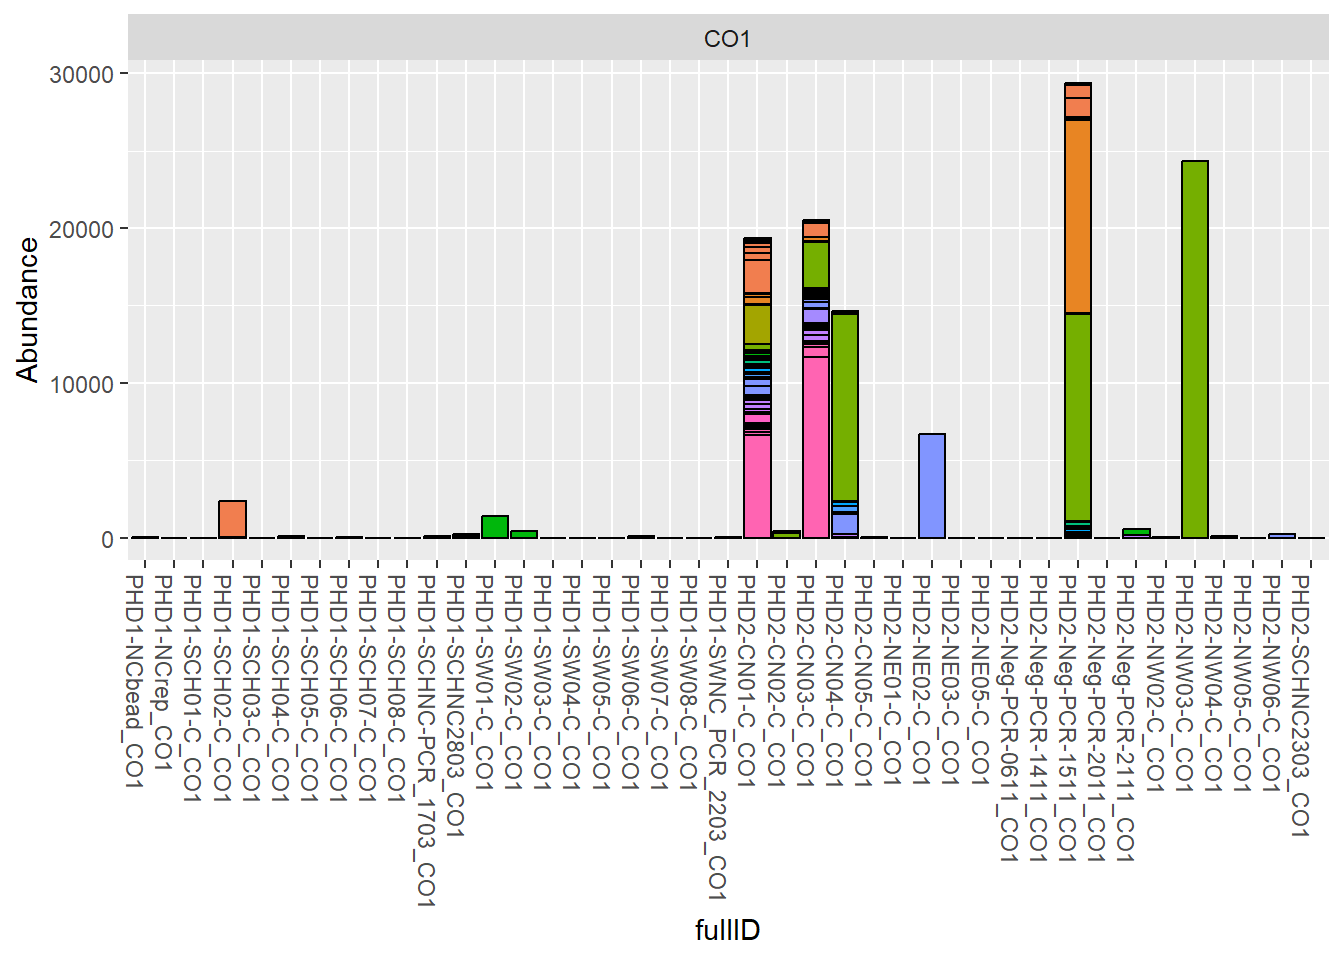 CO1
30000
20000
10000
0
Abundance
PHD1-NCbead_CO1
PHD1-NCrep_CO1
PHD1-SCH01-C_CO1
PHD1-SCH02-C_CO1
PHD1-SCH03-C_CO1
PHD1-SCH04-C_CO1
PHD1-SCH05-C_CO1
PHD1-SCH06-C_CO1
PHD1-SCH07-C_CO1
PHD1-SCH08-C_CO1
PHD1-SCHNC-PCR_1703_CO1
PHD1-SCHNC2803_CO1
PHD1-SW01-C_CO1
PHD1-SW02-C_CO1
PHD1-SW03-C_CO1
PHD1-SW04-C_CO1
PHD1-SW05-C_CO1
PHD1-SW06-C_CO1
PHD1-SW07-C_CO1
PHD1-SW08-C_CO1
PHD1-SWNC_PCR_2203_CO1
PHD2-CN01-C_CO1
PHD2-CN02-C_CO1
PHD2-CN03-C_CO1
PHD2-CN04-C_CO1
PHD2-CN05-C_CO1
PHD2-NE01-C_CO1
PHD2-NE02-C_CO1
PHD2-NE03-C_CO1
PHD2-NE05-C_CO1
PHD2-Neg-PCR-0611_CO1
PHD2-Neg-PCR-1411_CO1
PHD2-Neg-PCR-1511_CO1
PHD2-Neg-PCR-2011_CO1
PHD2-Neg-PCR-2111_CO1
PHD2-NW02-C_CO1
PHD2-NW03-C_CO1
PHD2-NW04-C_CO1
PHD2-NW05-C_CO1
PHD2-NW06-C_CO1
PHD2-SCHNC2303_CO1
fullID